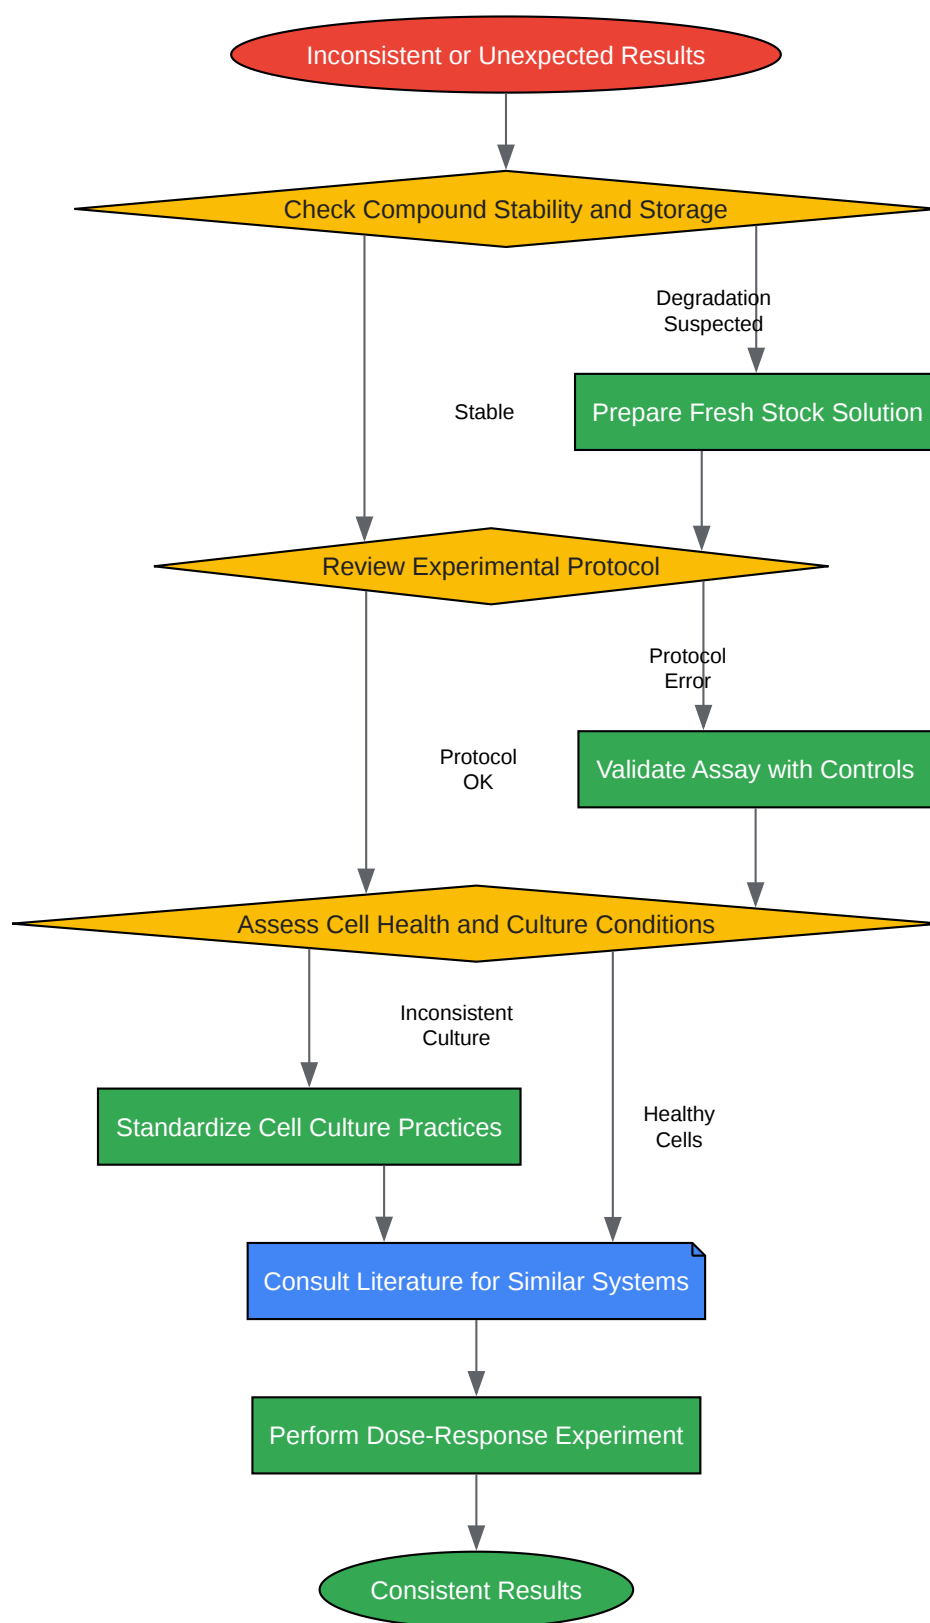 Inconsistent or Unexpected Results
Check Compound Stability and Storage
Degradation
Suspected
Stable
Prepare Fresh Stock Solution
Review Experimental Protocol
Protocol
Error
Protocol
OK
Validate Assay with Controls
Assess Cell Health and Culture Conditions
Inconsistent
Culture
Standardize Cell Culture Practices
Healthy
Cells
Consult Literature for Similar Systems
Perform Dose-Response Experiment
Consistent Results